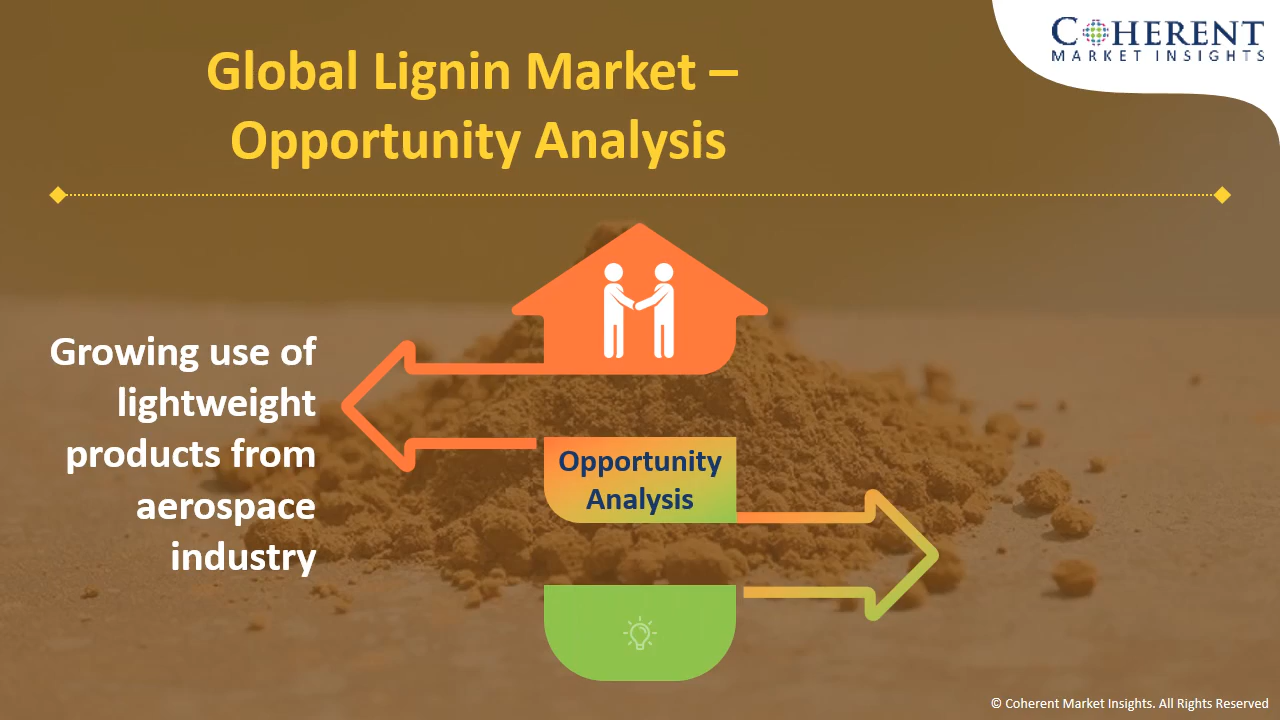 COHERENT
MARKET INSIGHTS
Global Lignin Market –
Opportunity Analysis
Growing use of
lightweight
products from
aerospace
industry
Opportunity
Analysis
© Coherent Market Insights. All Rights Reserved